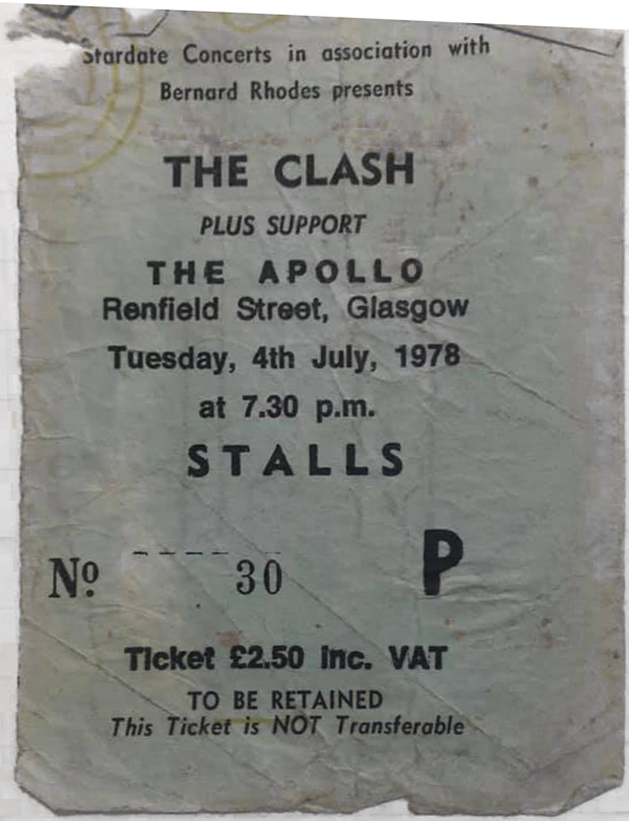 Stardate Concerts in association with
Bernard Rhodes presents
THE CLASH
PLUS SUPPORT
THE APOLLO
Renfield Street, Glasgow
Tuesday, 4th July, 1978
at 7.30 p.m.
STALLS
Nº 30 P
Ticket £2.50 inc. VAT
TO BE RETAINED
This Ticket is NOT Transferable